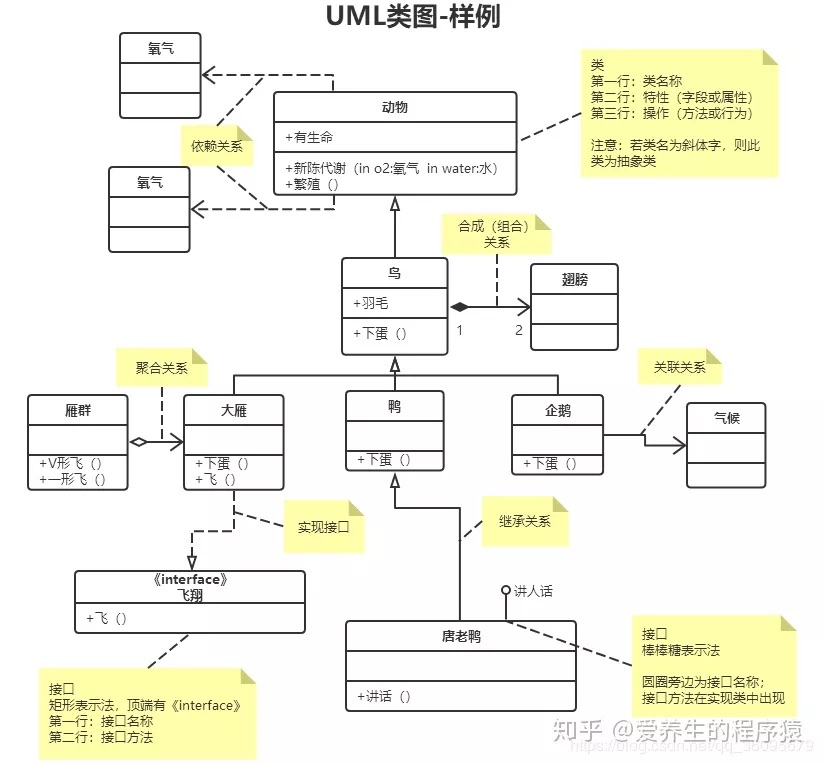 UML类图-样例
氧气
类
第一行：类名称
第二行：特性（字段或属性）
第三行：操作（方法或行为）
注意：若类名为斜体字，则此
类为抽象类
动物
+有生命
+新陈代谢（in o2:氧气 in water:水）
+繁殖（）
依赖关系
氧气
合成（组合）
关系
鸟
+羽毛
+下蛋（）
1
2
翅膀
聚合关系
关联关系
雁群
+V形飞（）
+一形飞（）
大雁
+下蛋（）
+飞（）
鸭
+下蛋（）
企鹅
+下蛋（）
气候
实现接口
继承关系
《interface》
飞翔
+飞（）
讲人话
唐老鸭
+讲话（）
接口
棒棒糖表示法
圆圈旁边为接口名称；
接口方法在实现类中出现
接口
矩形表示法，顶端有《interface》
第一行：接口名称
第二行：接口方法
知乎 @爱养生的程序猿